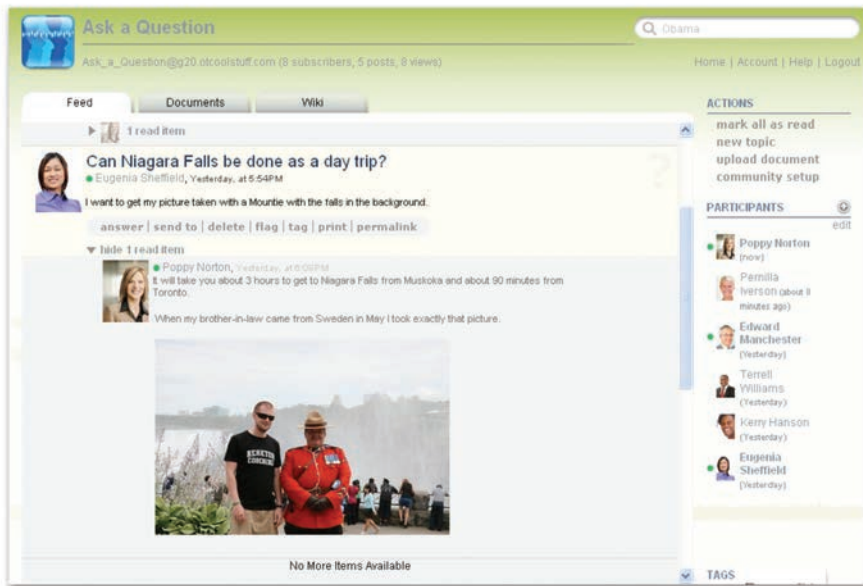 Ask a Question
Obama
Ask_a_Question@g20.otcoolstuff.com (8 subscribers, 5 posts, 8 views)
Home | Account | Help | Logout
Feed
Documents
Wiki
1 read item
Can Niagara Falls be done as a day trip?
Eugenia Sheffield, Yesterday, at 5:54PM
I want to get my picture taken with a Mountie with the falls in the background.
answer | send to | delete | flag | tag | print | permalink
hide 1 read item
Poppy Norton, Yesterday, at 6:09PM
It will take you about 3 hours to get to Niagara Falls from Muskoka and about 90 minutes from
Toronto.
When my brother-in-law came from Sweden in May I took exactly that picture.
No More Items Available
ACTIONS
mark all as read
new topic
upload document
community setup
PARTICIPANTS
edit
Poppy Norton
(now)
Pernilla
Iverson (about 8
minutes ago)
Edward
Manchester
(Yesterday)
Terrell
Williams
(Yesterday)
Kerry Hanson
(Yesterday)
Eugenia
Sheffield
(Yesterday)
TAGS